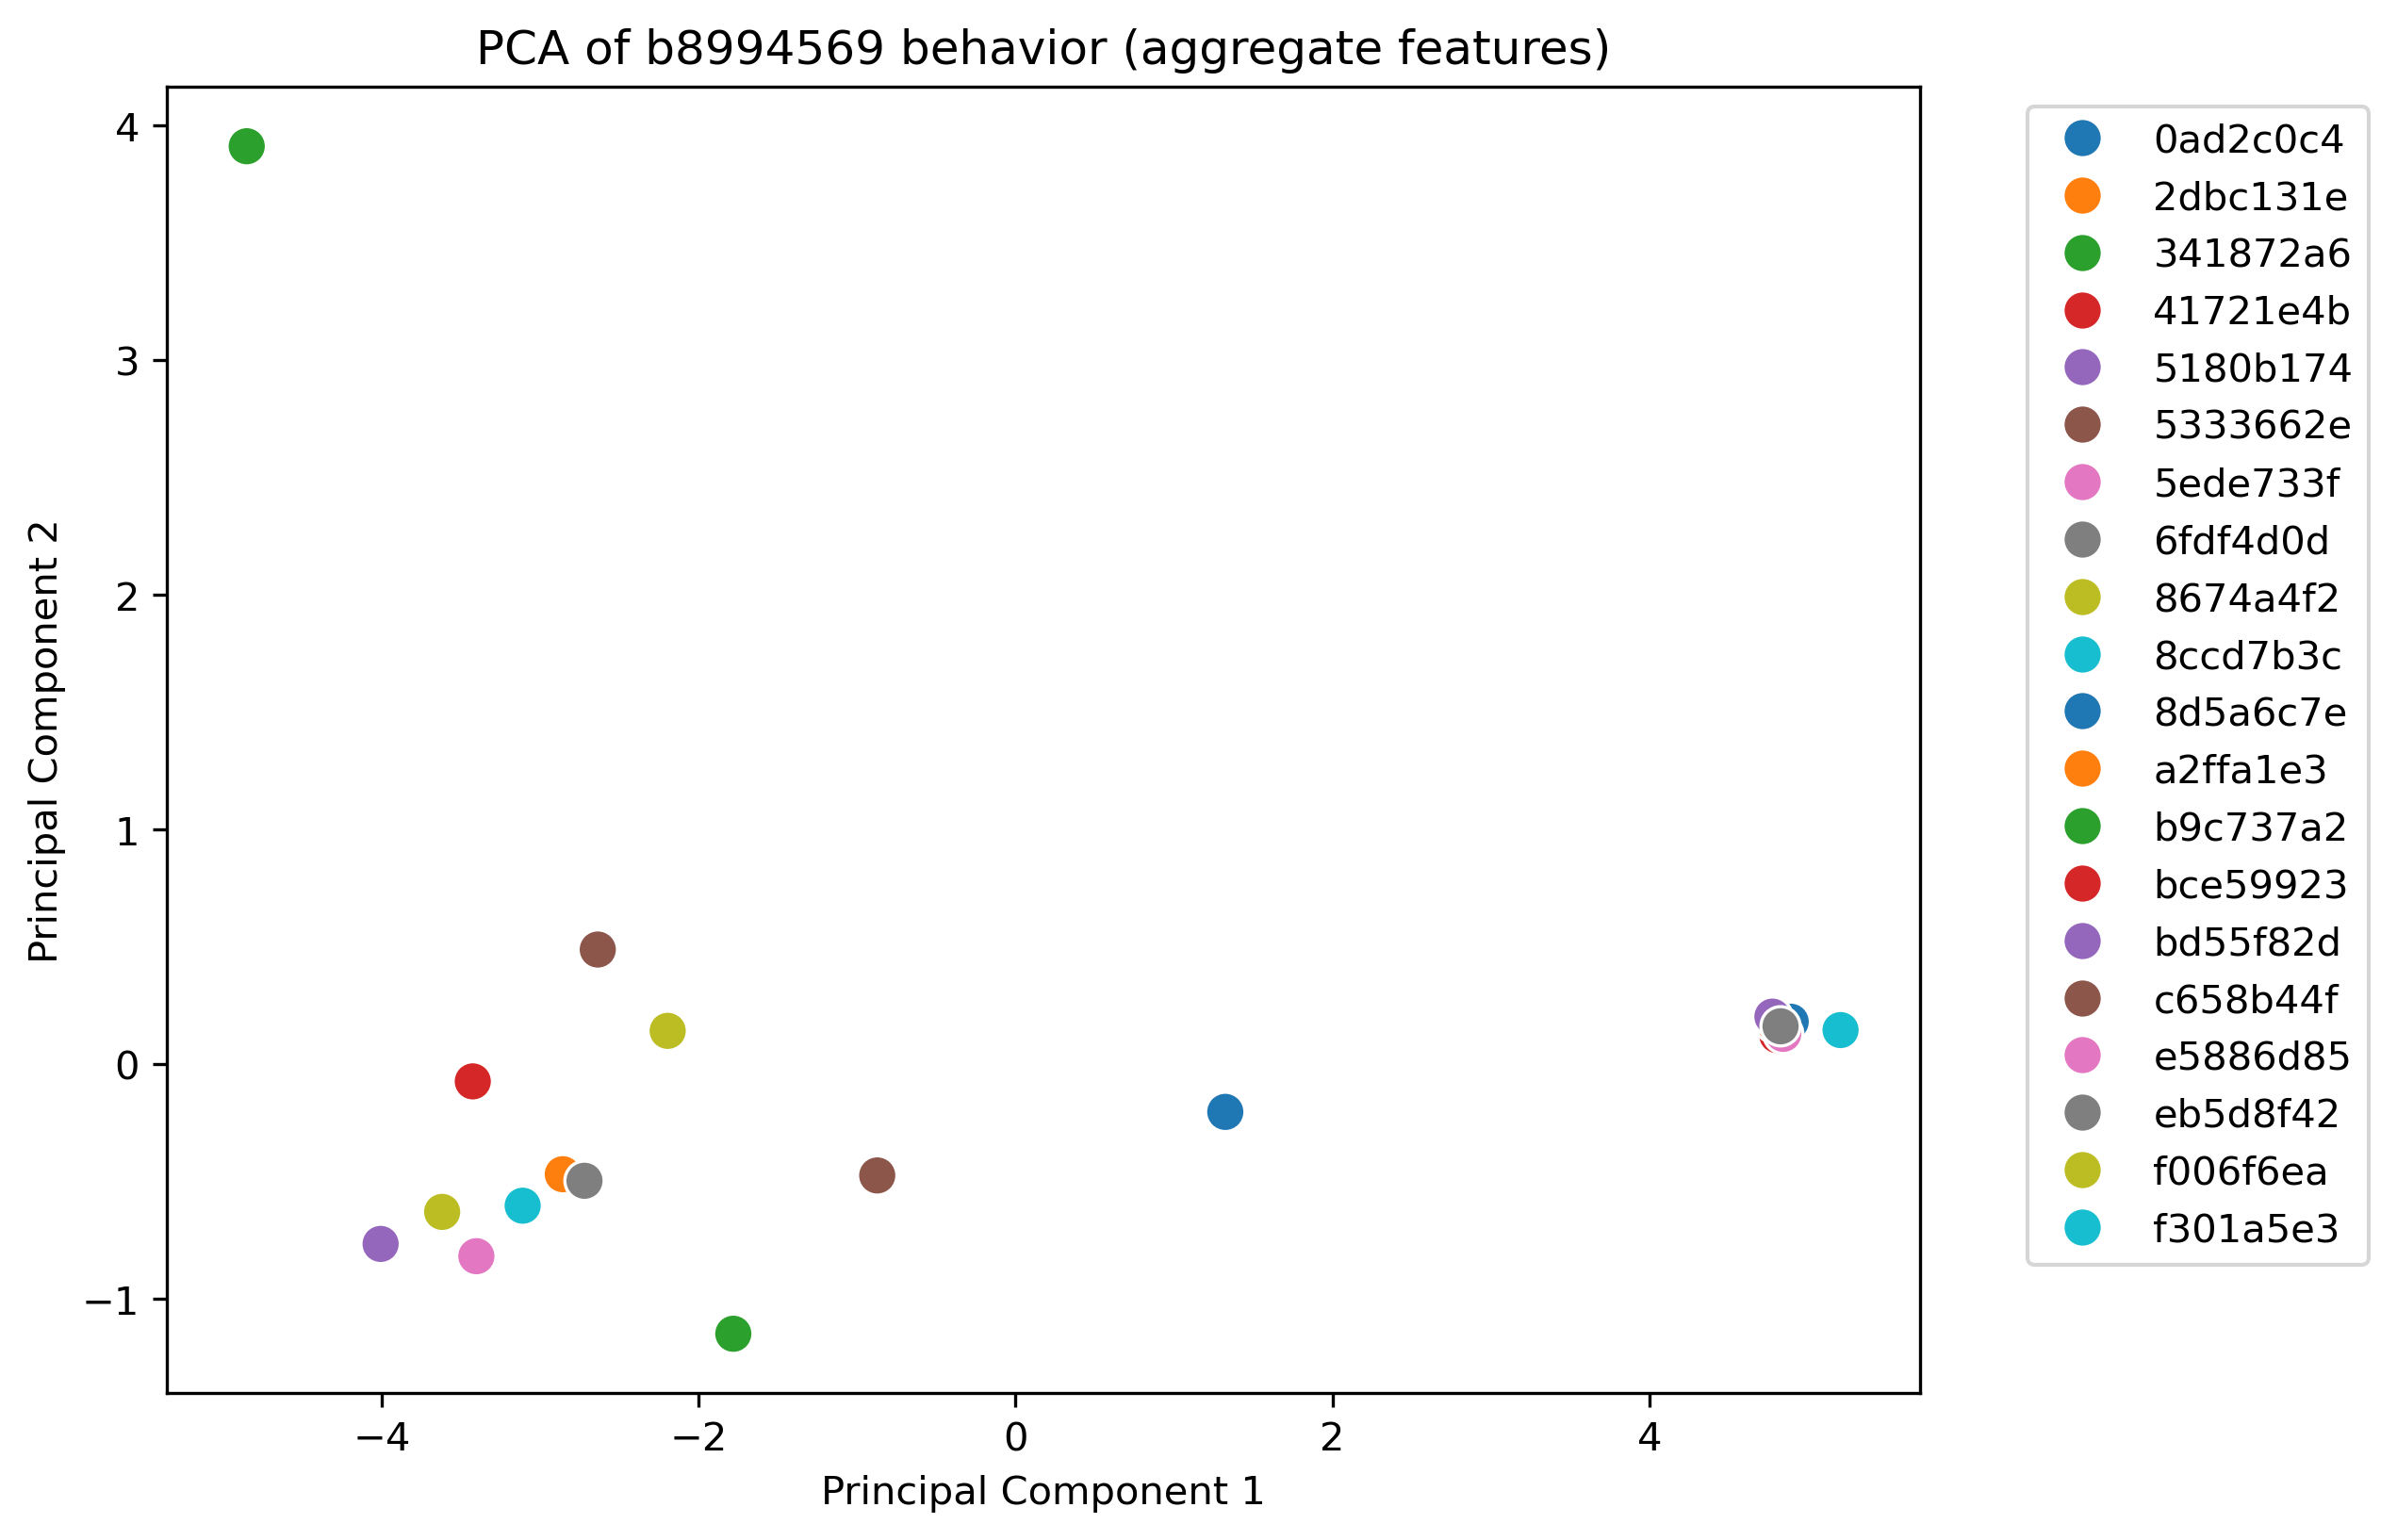 PCA of b8994569 behavior (aggregate features)
4
3
2
1
0
−1
Principal Component 2
−4
−2
0
2
4
Principal Component 1
0ad2c0c4
2dbc131e
341872a6
41721e4b
5180b174
5333662e
5ede733f
6fdf4d0d
8674a4f2
8ccd7b3c
8d5a6c7e
a2ffa1e3
b9c737a2
bce59923
bd55f82d
c658b44f
e5886d85
eb5d8f42
f006f6ea
f301a5e3